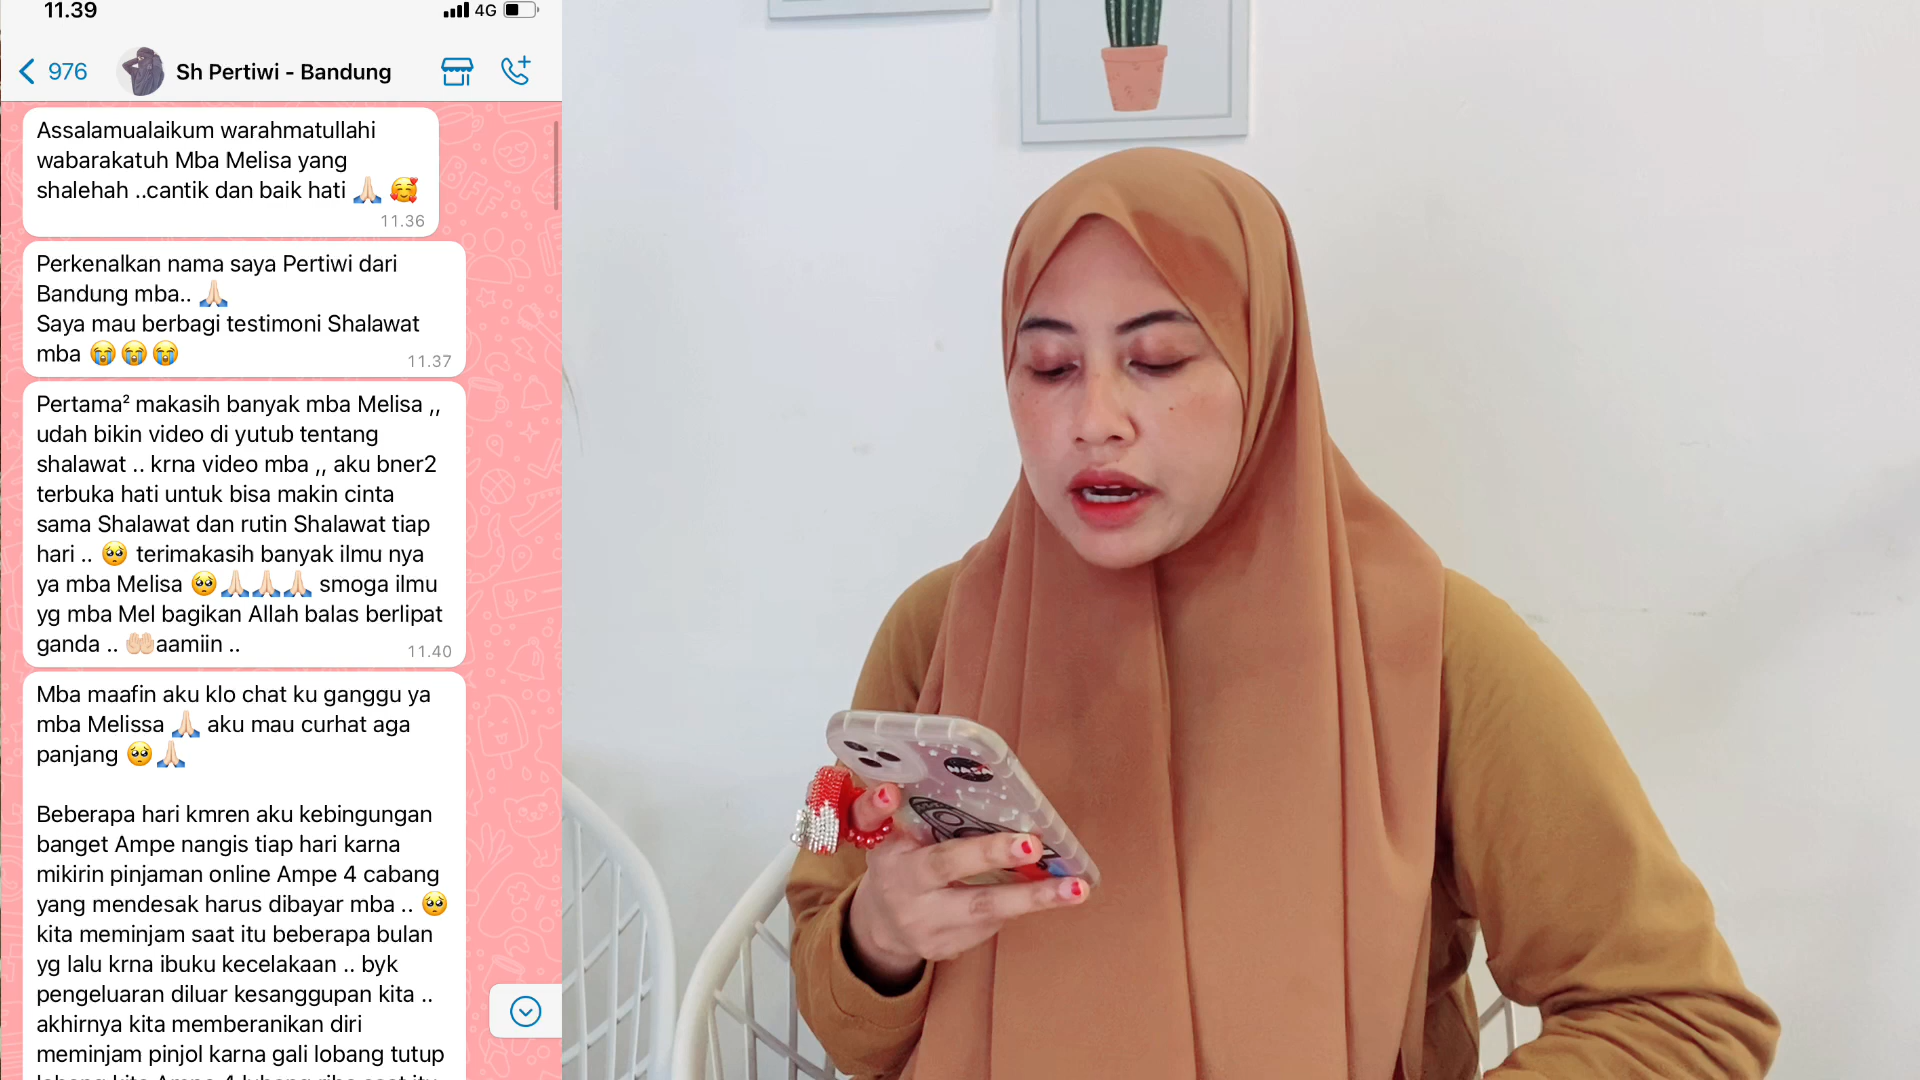 11.39
4G
976
Sh Pertiwi - Bandung
Assalamualaikum warahmatullahi
wabarakatuh Mba Melisa yang
shalehah ..cantik dan baik hati 🙏🏻 🥰
11.36
Perkenalkan nama saya Pertiwi dari
Bandung mba.. 🙏🏻
Saya mau berbagi testimoni Shalawat
mba 😭😭😭
11.37
Pertama² makasih banyak mba Melisa ,,
udah bikin video di yutub tentang
shalawat .. krna video mba ,, aku bner2
terbuka hati untuk bisa makin cinta
sama Shalawat dan rutin Shalawat tiap
hari .. 🥺 terimakasih banyak ilmu nya
ya mba Melisa 🥺🙏🏻🙏🏻🙏🏻 smoga ilmu
yg mba Mel bagikan Allah balas berlipat
ganda .. 🤲🏻aamiin ..
11.40
Mba maafin aku klo chat ku ganggu ya
mba Melissa 🙏🏻 aku mau curhat aga
panjang 🥺🙏🏻
Beberapa hari kmren aku kebingungan
banget Ampe nangis tiap hari karna
mikirin pinjaman online Ampe 4 cabang
yang mendesak harus dibayar mba .. 🥺
kita meminjam saat itu beberapa bulan
yg lalu krna ibuku kecelakaan .. byk
pengeluaran diluar kesanggupan kita ..
akhirnya kita memberanikan diri
meminjam pinjol karna gali lobang tutup